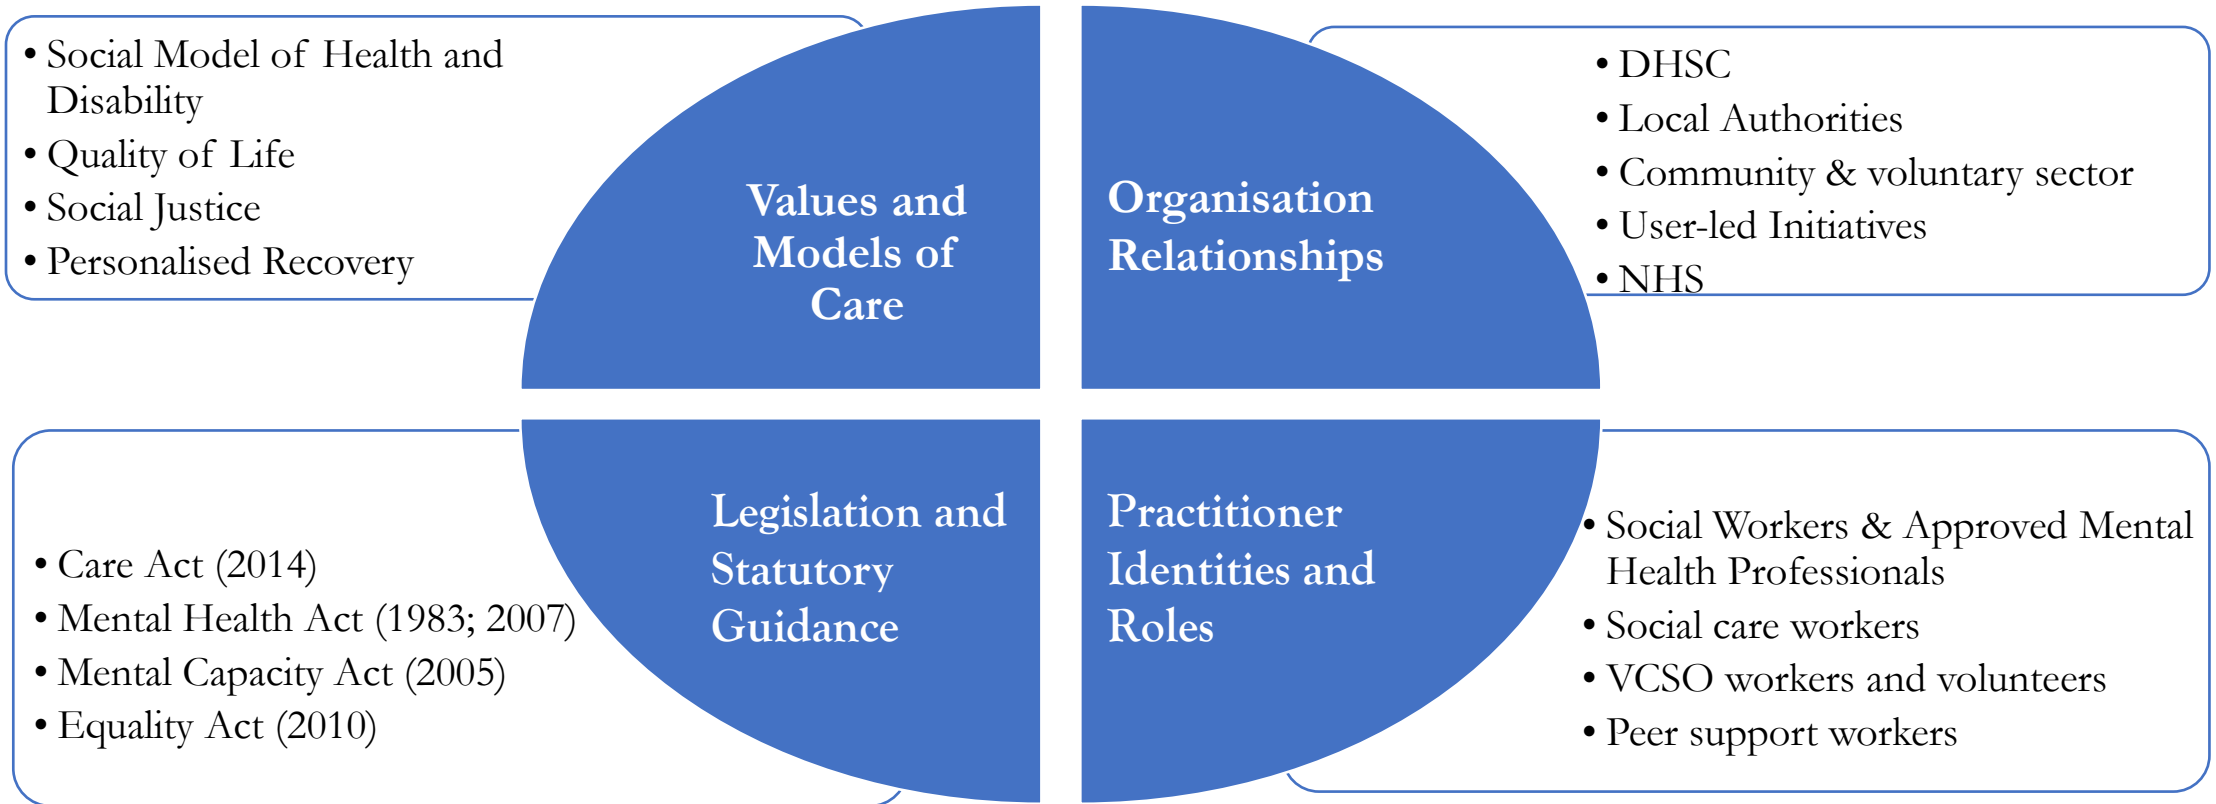 • Social Model of Health and
Disability
• Quality of Life
• Social Justice
• Personalised Recovery
Values and
Models of
Care
Organisation
Relationships
• DHSC
• Local Authorities
• Community & voluntary sector
• User-led Initiatives
• NHS
• Care Act (2014)
• Mental Health Act (1983; 2007)
• Mental Capacity Act (2005)
• Equality Act (2010)
Legislation and
Statutory
Guidance
Practitioner
Identities and
Roles
• Social Workers & Approved Mental
Health Professionals
• Social care workers
• VCSO workers and volunteers
• Peer support workers